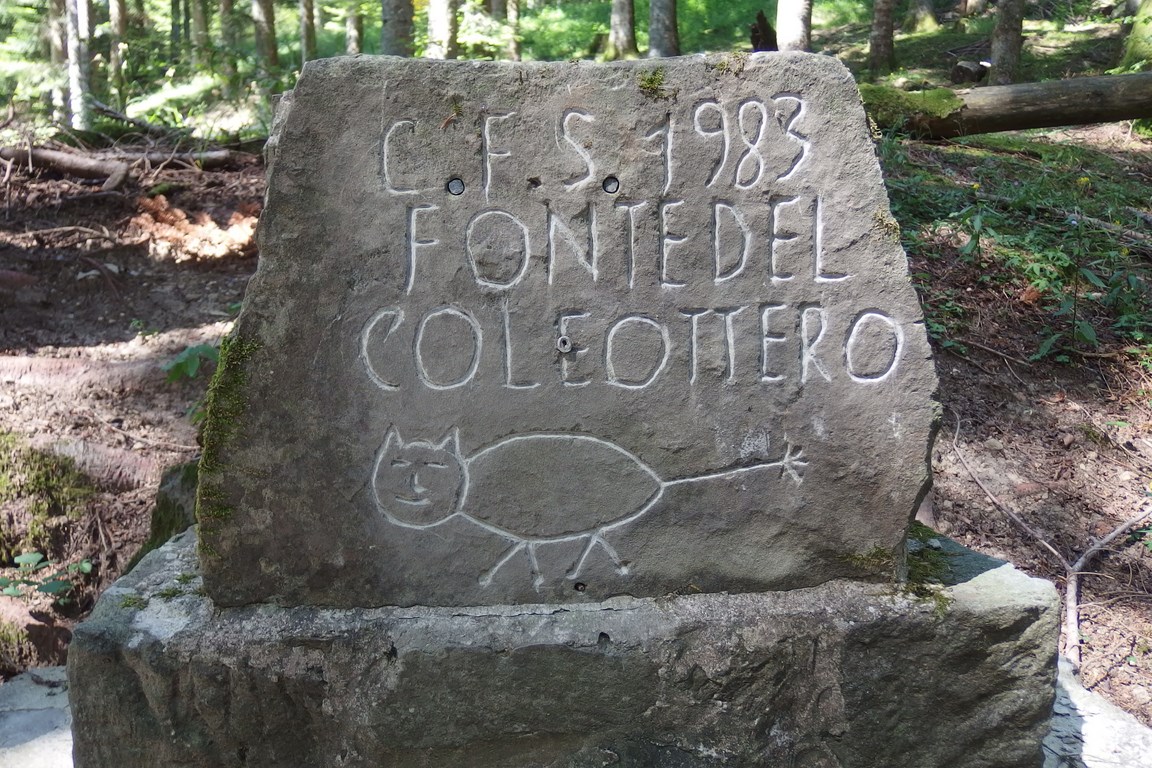 C.F.S. 1983
FONTE DEL
COLEOTTERO